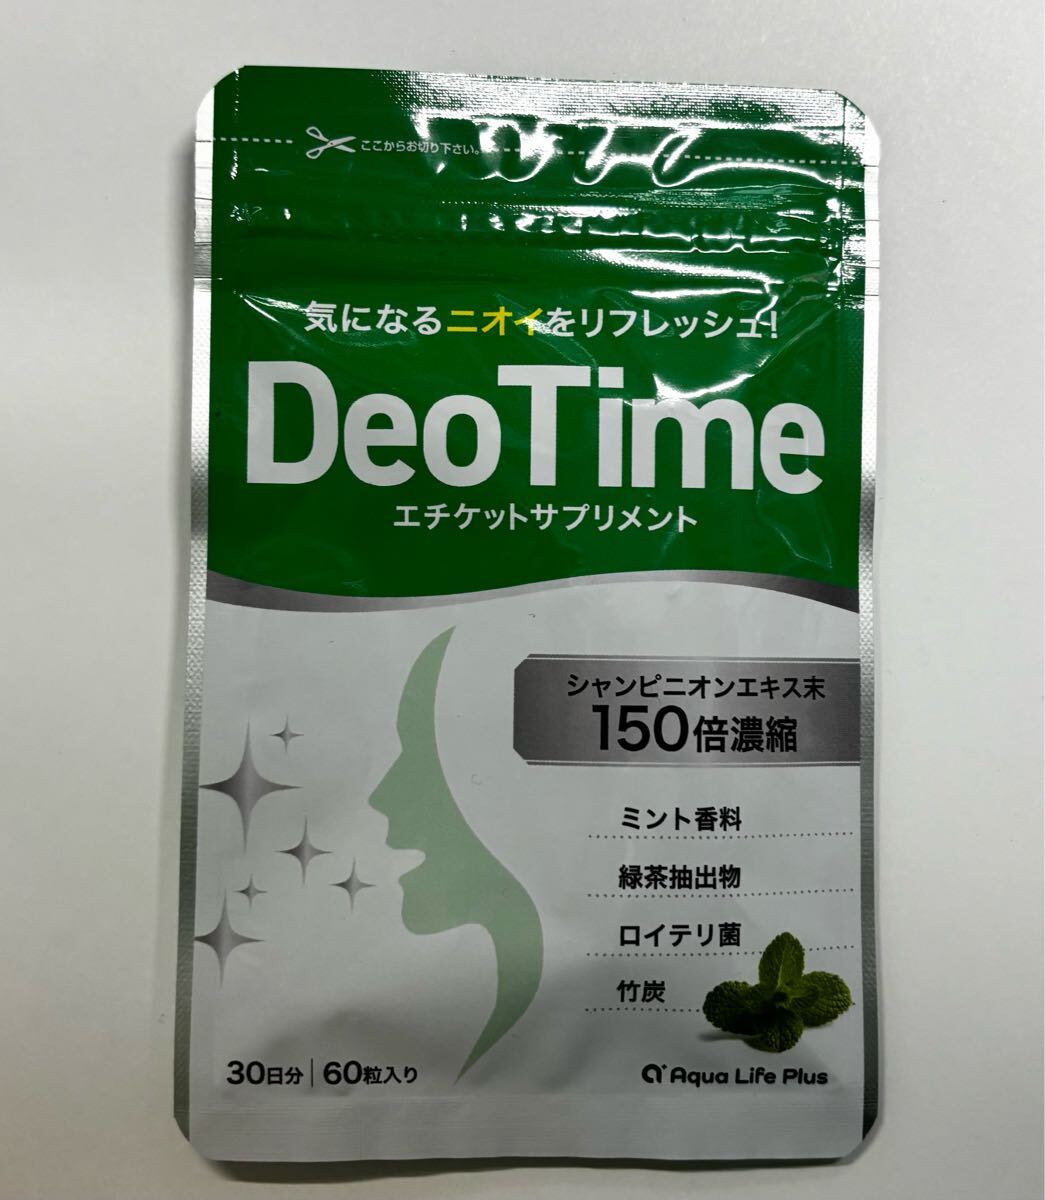 ここからお切り下さい。
気になるニオイをリフレッシュ!
DeoTime
エチケットサプリメント
シャンピニオンエキス末
150倍濃縮
ミント香料
緑茶抽出物
ロイテリ菌
竹炭
30日分|60粒入り
Aqua Life Plus